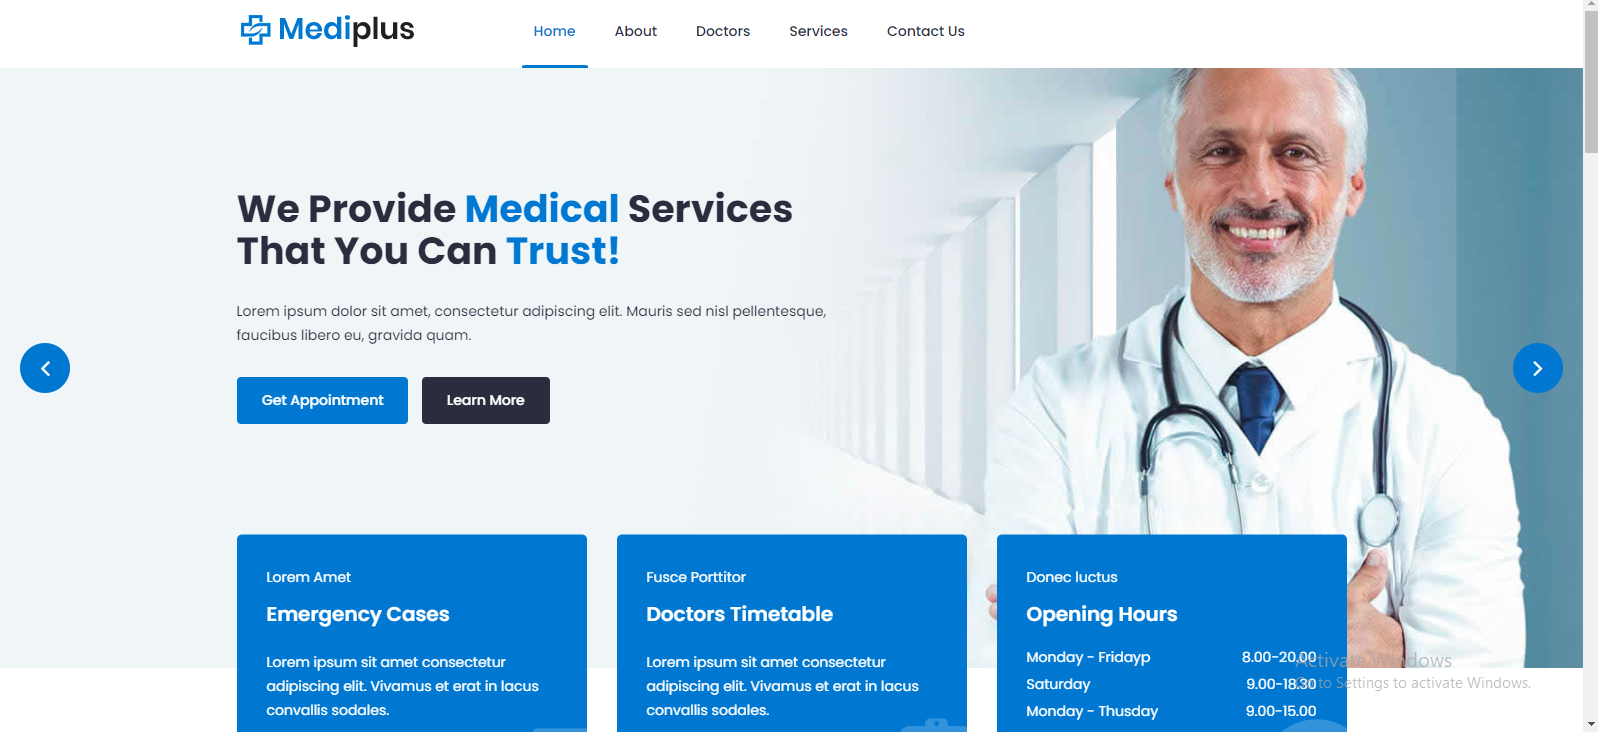 Mediplus
Home About Doctors Services Contact Us
We Provide Medical Services
That You Can Trust!
Lorem ipsum dolor sit amet, consectetur adipiscing elit. Mauris sed nisl pellentesque,
faucibus libero eu, gravida quam.
Get Appointment Learn More
Lorem Amet
Emergency Cases
Lorem ipsum sit amet consectetur
adipiscing elit. Vivamus et erat in lacus
convallis sodales.
Fusce Porttitor
Doctors Timetable
Lorem ipsum sit amet consectetur
adipiscing elit. Vivamus et erat in lacus
convallis sodales.
Donec luctus
Opening Hours
Monday - Fridayp 8.00-20.00
Saturday 9.00-18.30
Monday - Thusday 9.00-15.00
Activate Windows
Go to Settings to activate Windows.